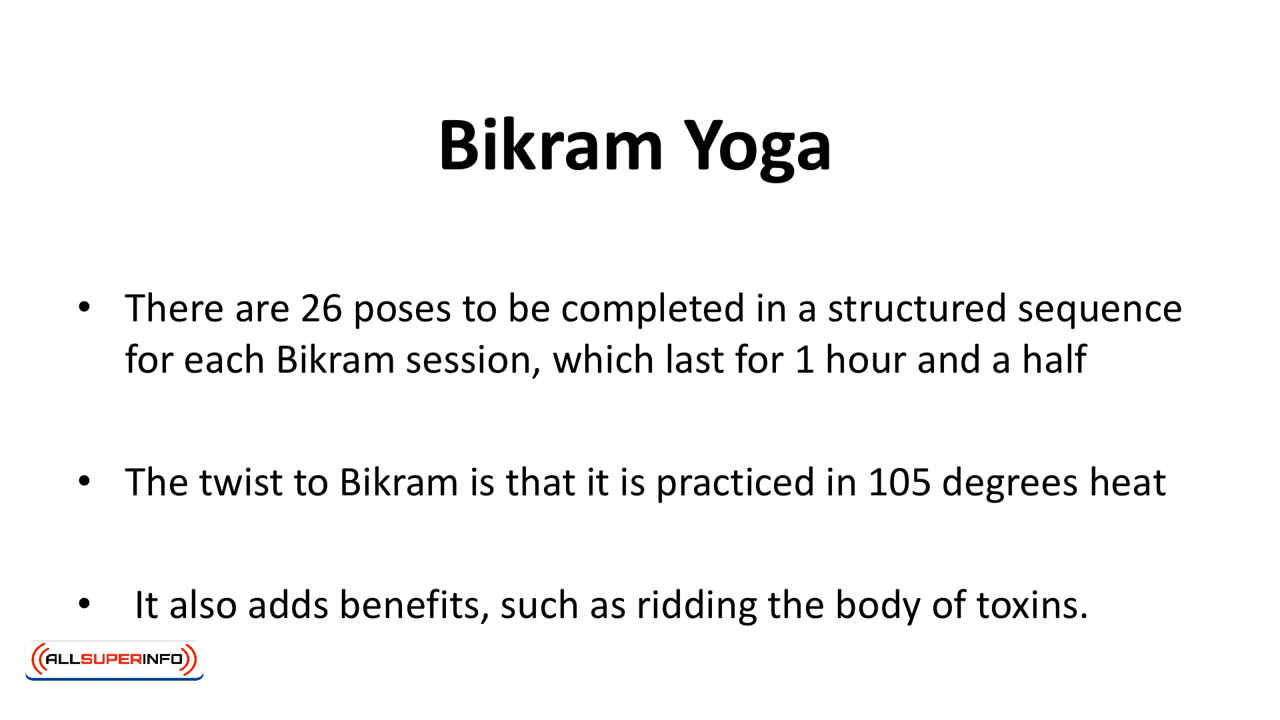 Bikram Yoga
• There are 26 poses to be completed in a structured sequence
for each Bikram session, which last for 1 hour and a half
• The twist to Bikram is that it is practiced in 105 degrees heat
• It also adds benefits, such as ridding the body of toxins.
ALLSUPERINFO